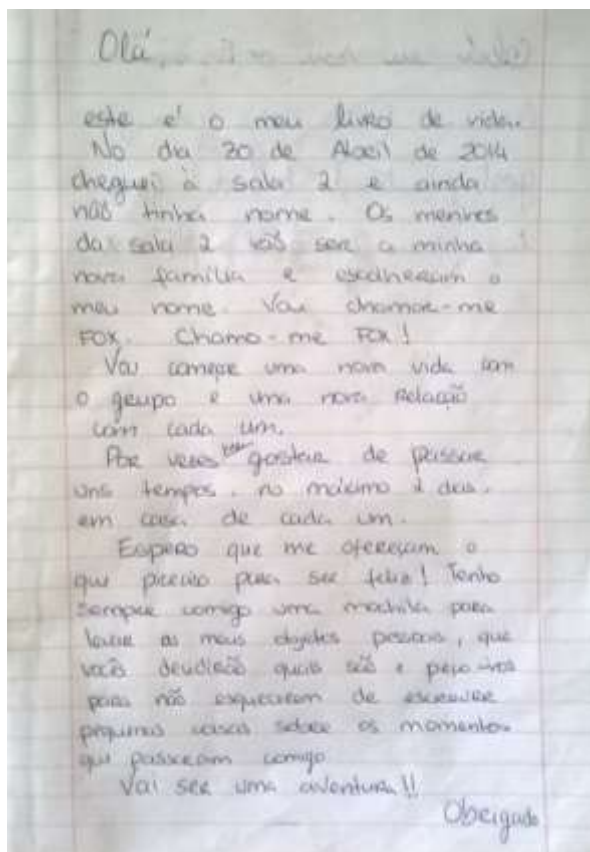 Olá,
este é o meu livro de vida.
No dia 30 de Abril de 2014
cheguei à sala 2 e ainda
não tinha nome. Os meninos
da sala 2 vão ser a minha
nova família e escolheram o
meu nome. Vou chamar-me
FOX. Chamo-me FOX!
Vou começar uma nova vida com
o grupo e uma nova relação
com cada um.
Por vezes gostar de passar
uns tempos, no máximo 2 dias,
em casa de cada um.
Espero que me ofereçam o
que preciso para ser feliz! Tenho
sempre comigo uma mochila para
levar os meus objetos pessoais, que
vocês decidirão quais são e peço-vos
para não esquecerem de escrever
pequenas coisas sobre os momentos
que passaram comigo
Vai ser uma aventura!!
Obrigado